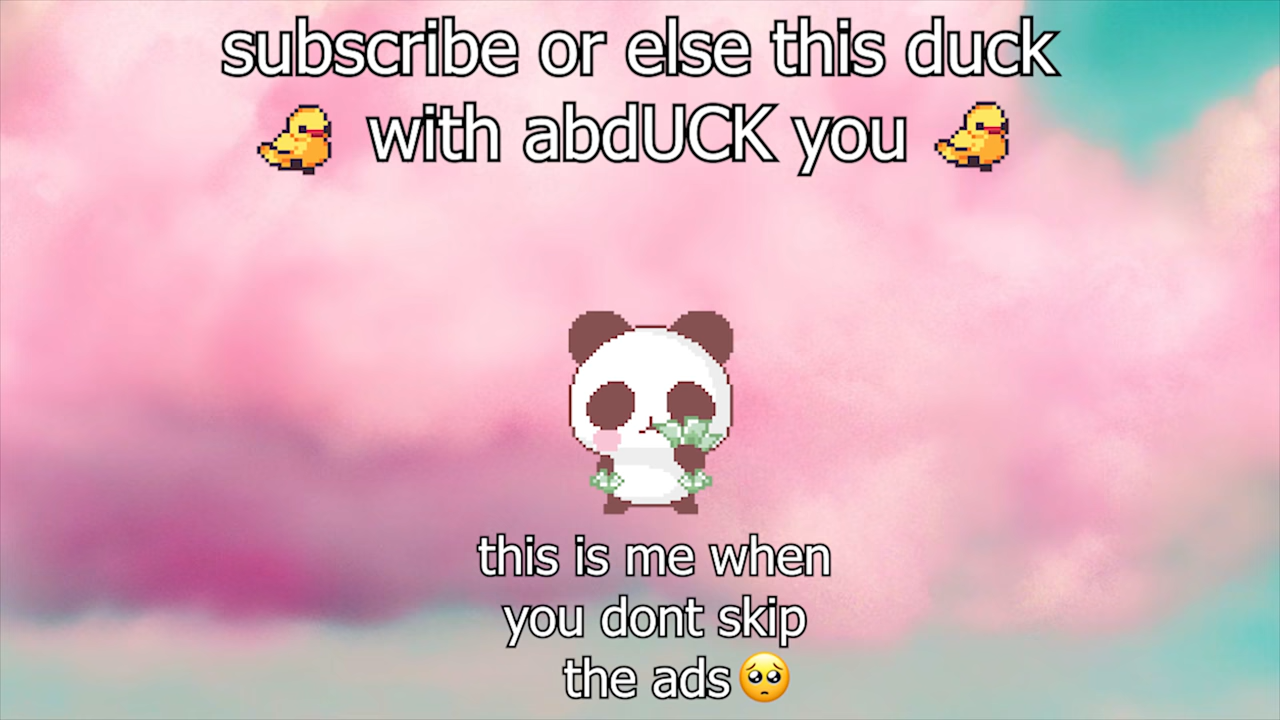 subscribe or else this duck
with abdUCK you
this is me when
you dont skip
the ads🥺